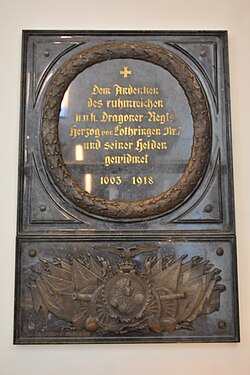 Dem Andenken
des ruhmreichen
u.k. Dragoner-Regts
Herzog von Lothringen Nr. 7
und seiner Helden
gewidmet
1663-1918